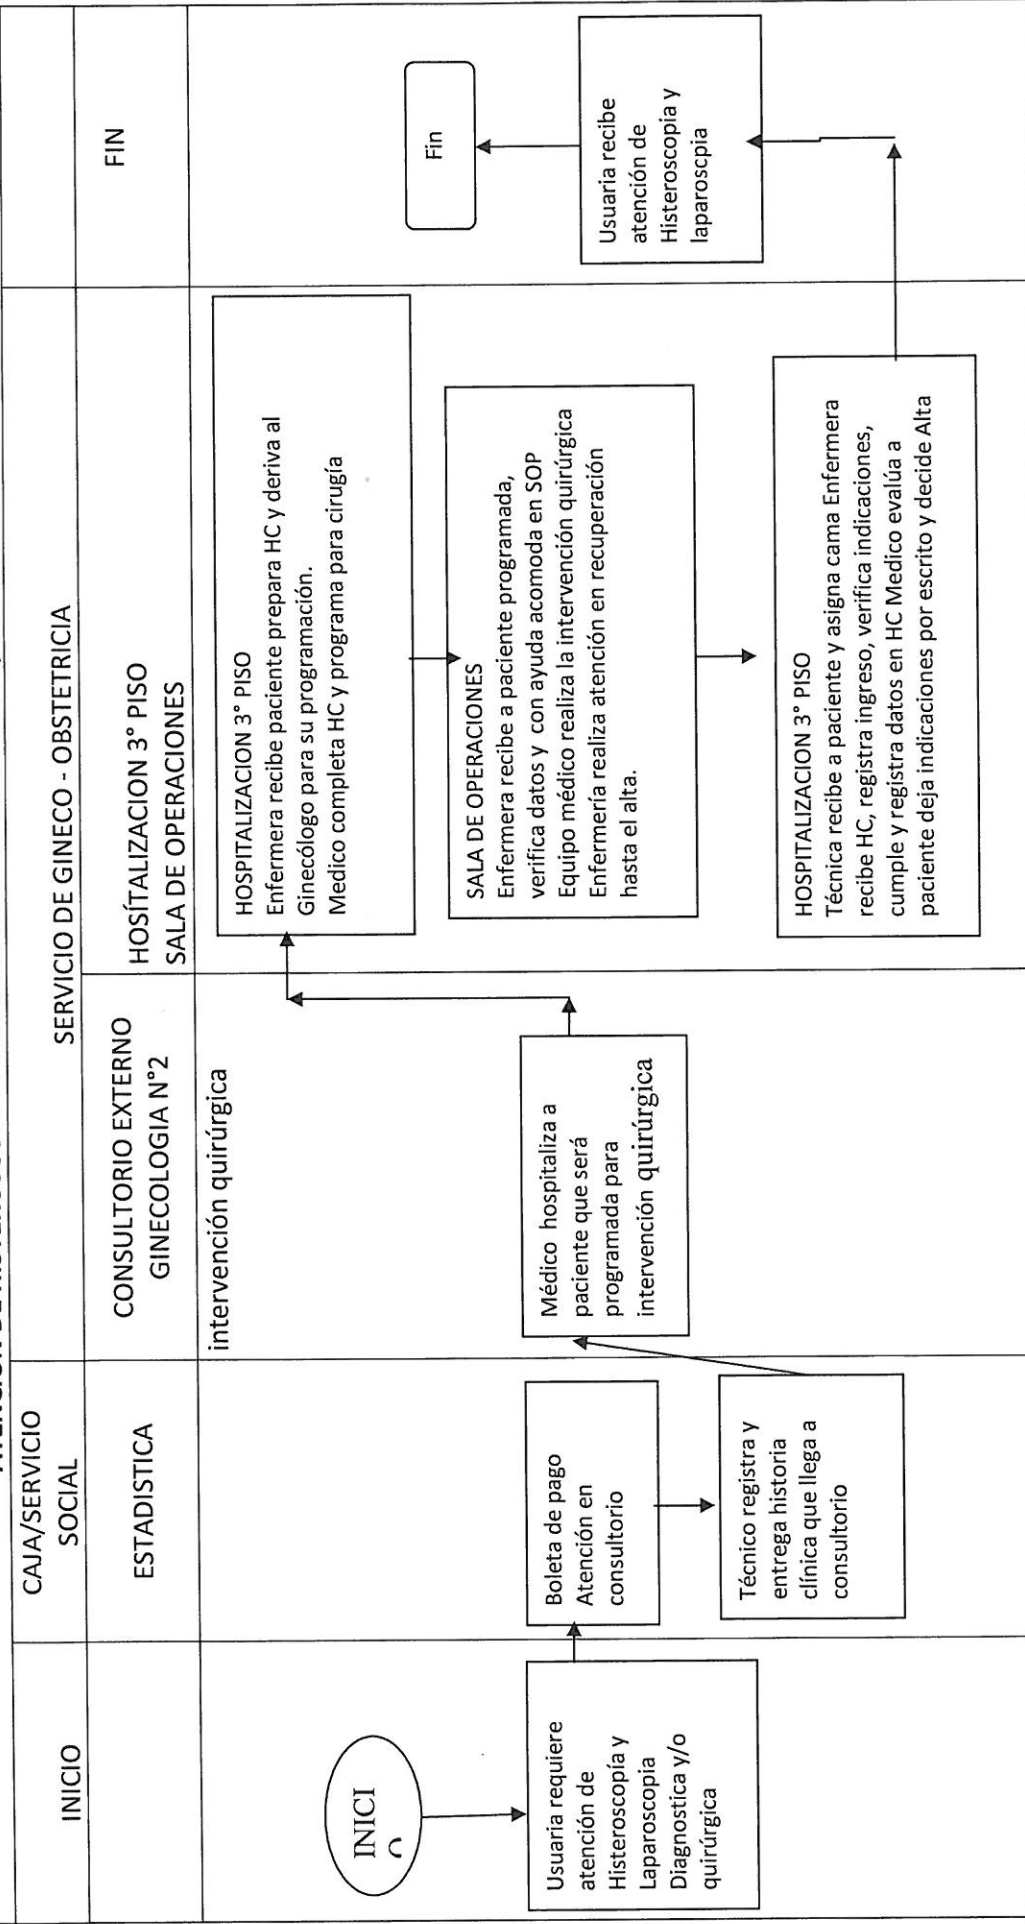 SERVICIO DE GINECO - OBSTETRICIA
INICIO
CAJA/SERVICIO
SOCIAL
ESTADISTICA
CONSULTORIO EXTERNO
GINECOLOGIA N°2
HOSÍTALIZACION 3° PISO
SALA DE OPERACIONES
FIN
INICI
Usuaria requiere
atención de
Histeroscopía y
Laparoscopia
Diagnostica y/o
quirúrgica
Boleta de pago
Atención en
consultorio
Técnico registra y
entrega historia
clínica que llega a
consultorio
intervención quirúrgica
Médico hospitaliza a
paciente que será
programada para
intervención quirúrgica
HOSPITALIZACION 3° PISO
Enfermera recibe paciente prepara HC y deriva al
Ginecólogo para su programación.
Medico completa HC y programa para cirugía
SALA DE OPERACIONES
Enfermera recibe a paciente programada,
verifica datos y con ayuda acomoda en SOP
Equipo médico realiza la intervención quirúrgica
Enfermería realiza atención en recuperación
hasta el alta.
HOSPITALIZACION 3° PISO
Técnica recibe a paciente y asigna cama Enfermera
recibe HC, registra ingreso, verifica indicaciones,
cumple y registra datos en HC Medico evalúa a
paciente deja indicaciones por escrito y decide Alta
Usuaria recibe
atención de
Histeroscopia y
laparoscpia
Fin